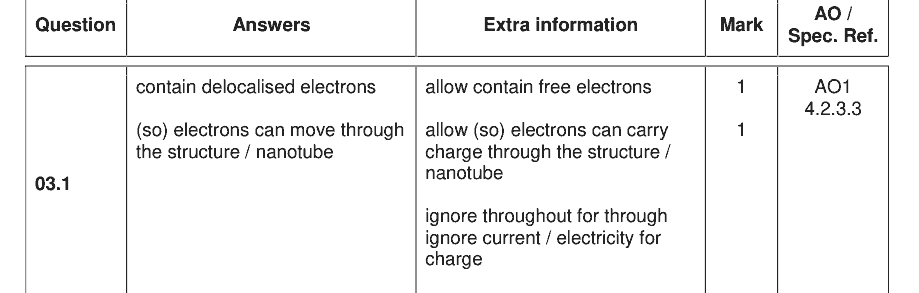 Question
Answers
Extra information
Mark
AO /
Spec. Ref.
03.1
contain delocalised electrons
(so) electrons can move through
the structure / nanotube
allow contain free electrons
allow (so) electrons can carry
charge through the structure /
nanotube
ignore throughout for through
ignore current / electricity for
charge
1
1
AO1
4.2.3.3